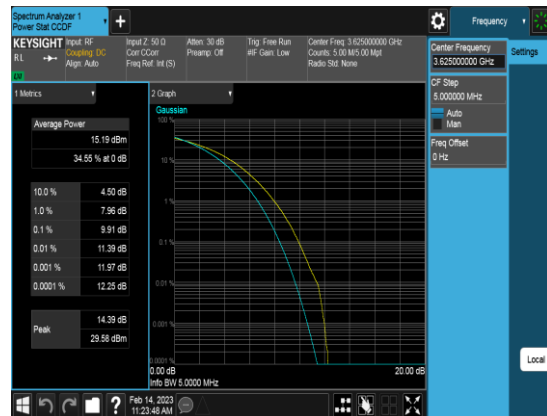 Spectrum Analyzer 1
Power Stat CCDF
+
Frequency
KEYSIGHT
RL
LW
Input: RF
Coupling: DC
Align: Auto
Input Z: 50 Ω
Corr CCorr
Freq Ref: Int (S)
Atten: 30 dB
Preamp: Off
Trig: Free Run
#IF Gain: Low
Center Freq: 3.625000000 GHz
Counts: 5.00 M/5.00 Mpt
Radio Std: None
Center Frequency
3.625000000 GHz
Settings
CF Step
5.000000 MHz
Auto
Man
Freq Offset
0 Hz
Local
1 Metrics
Average Power
15.19 dBm
34.55 % at 0 dB
10.0 % 4.50 dB
1.0 % 7.96 dB
0.1 % 9.91 dB
0.01 % 11.39 dB
0.001 % 11.97 dB
0.0001 % 12.25 dB
Peak
14.39 dB
29.58 dBm
2 Graph
Gaussian
100 %
10 %
1 %
0.1 %
0.01 %
0.001 %
0.0001 %
0.00 dB 20.00 dB
Info BW 5.0000 MHz
?
Feb 14, 2023
11:23:48 AM